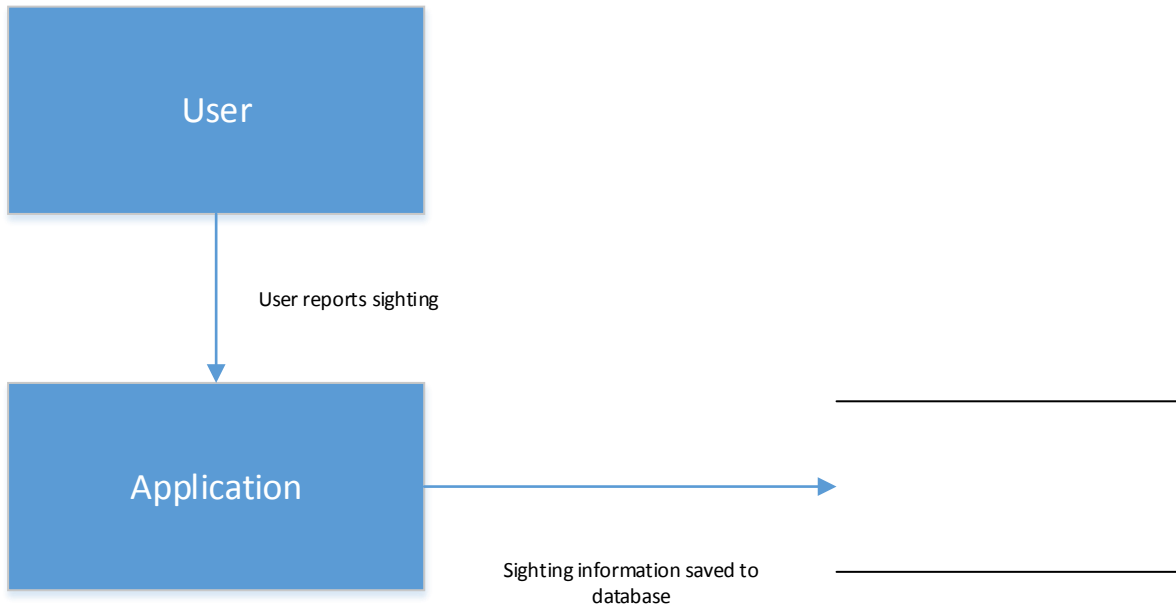 User
User reports sighting
Application
Sighting information saved to
database